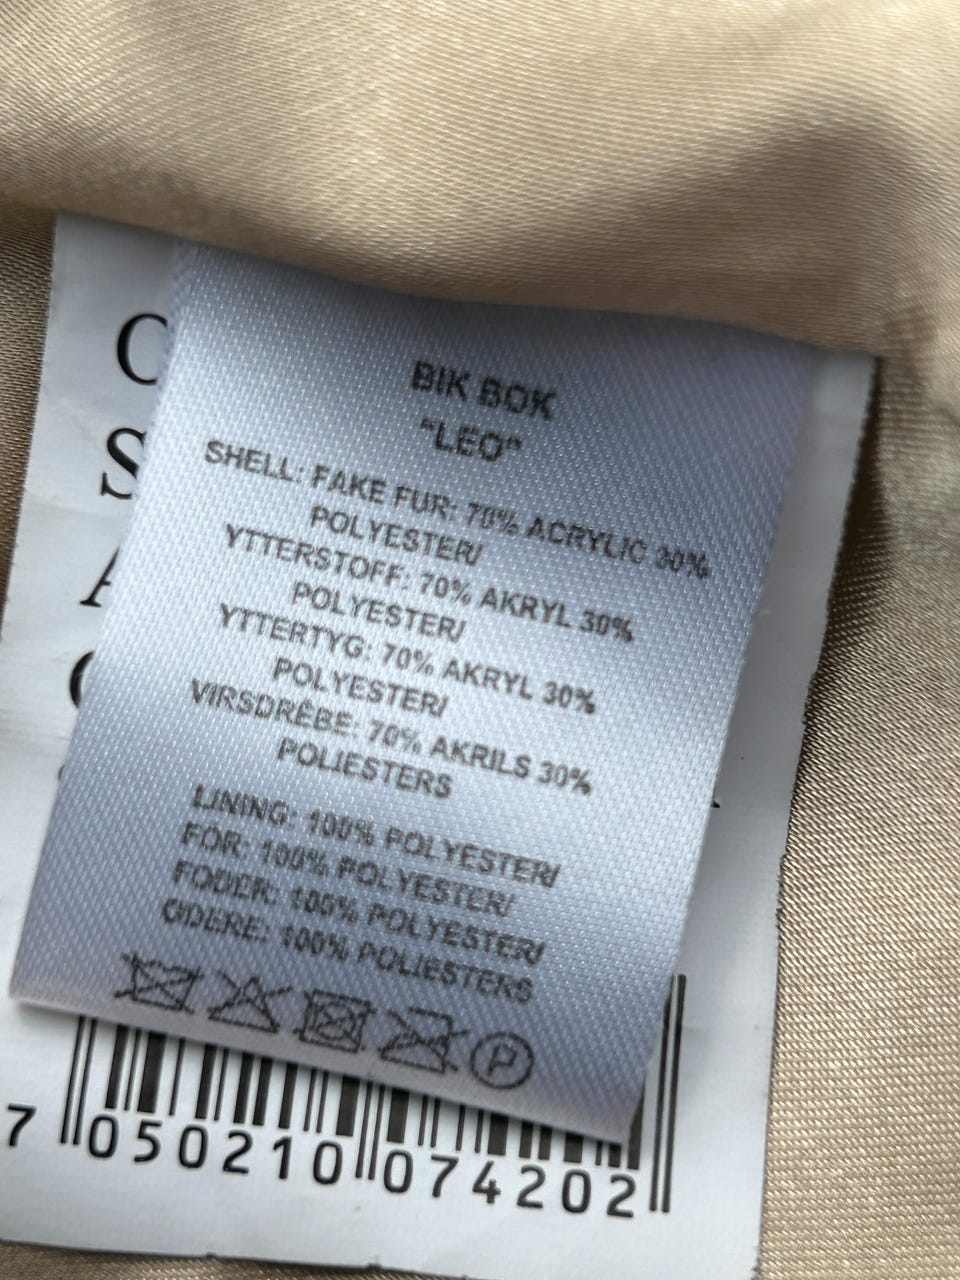 BIK BOK
"LEO"
SHELL: FAKE FUR: 70% ACRYLIC 30%
POLYESTER/
YTTERSTOFF: 70% AKRYL 30%
POLYESTER/
YTTERTYG: 70% AKRYL 30%
POLYESTER/
VIRSDRĒBE: 70% AKRILS 30%
POLIESTERS
LINING: 100% POLYESTER/
FÔR: 100% POLYESTER/
FODER: 100% POLYESTER/
ODERE: 100% POLIESTERS
P
7 050210 074202